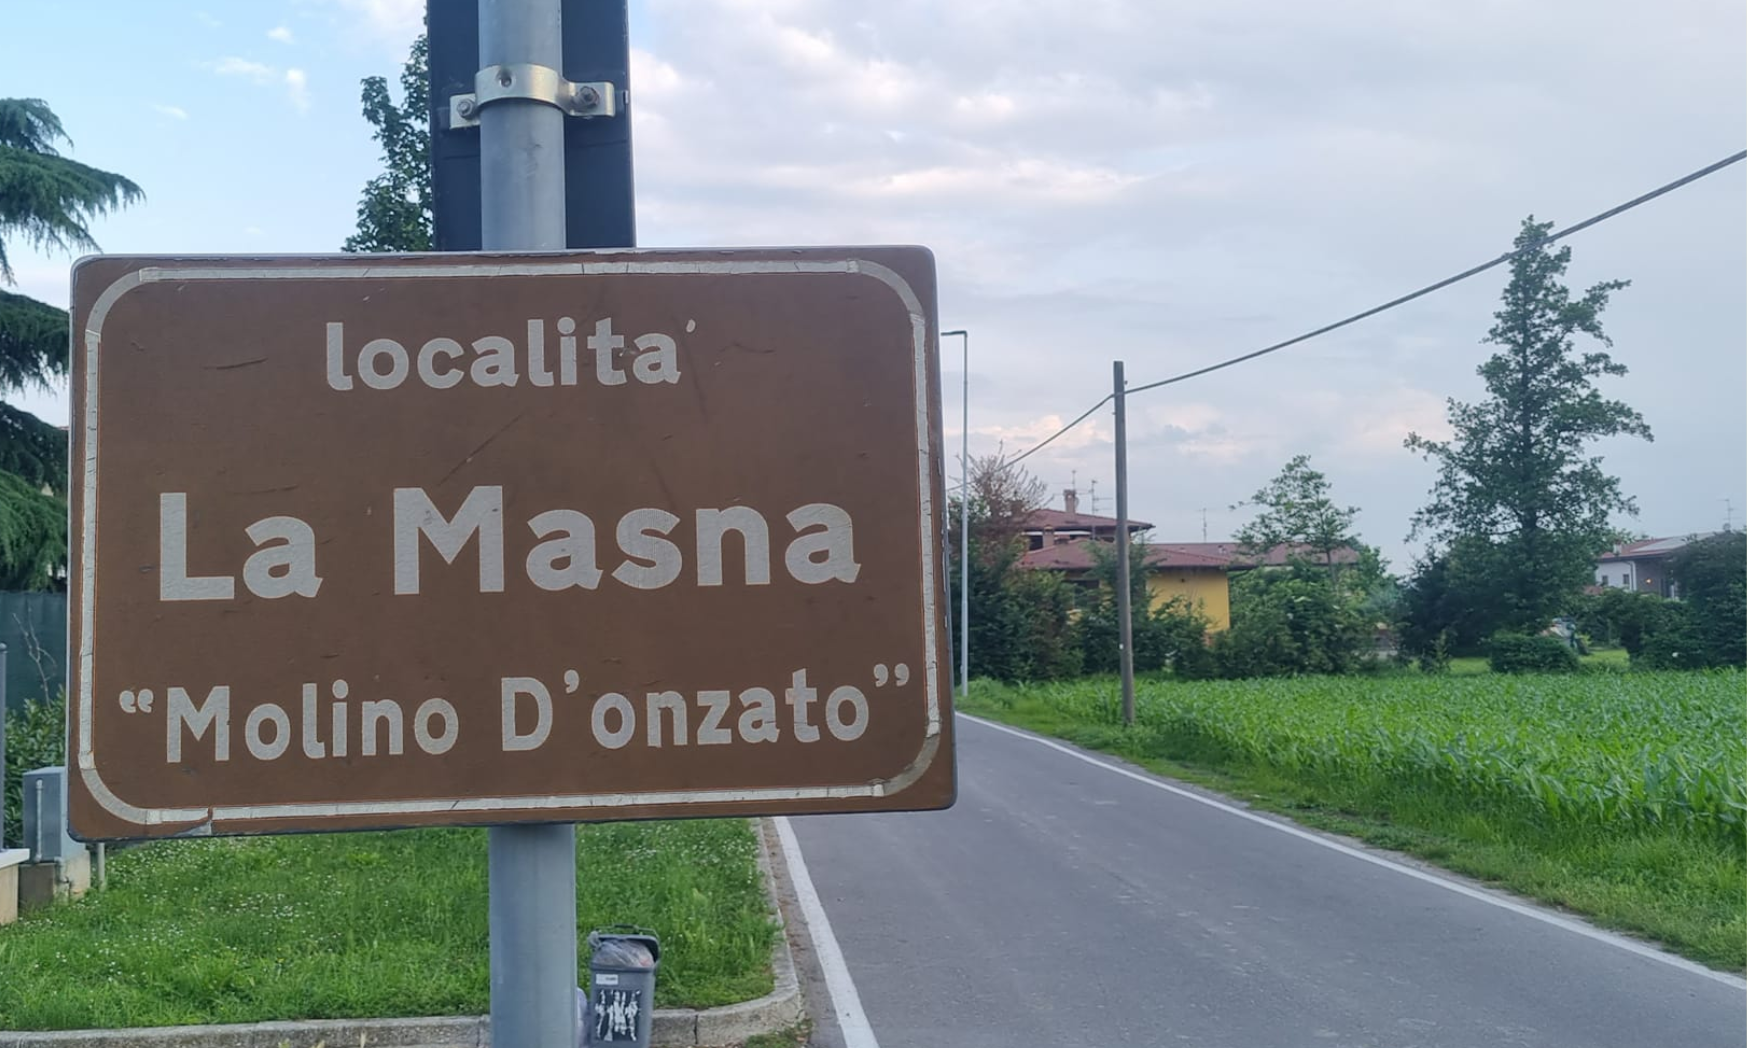 localita'
La Masna
“Molino D'onzato”